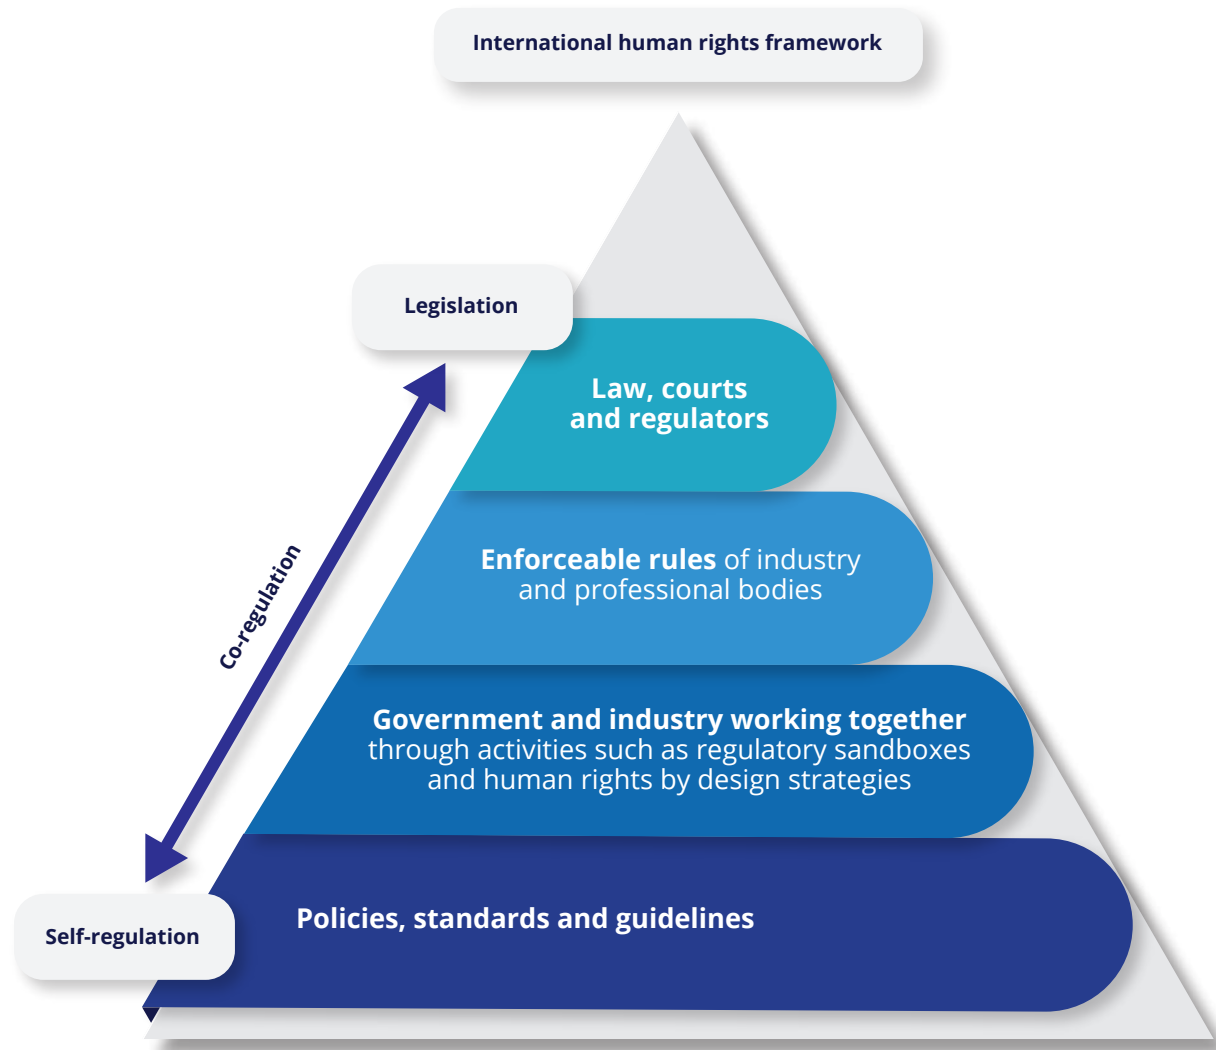 International human rights framework
Legislation
Law, courts
and regulators
Enforceable rules of industry
and professional bodies
Co-regulation
Government and industry working together
through activities such as regulatory sandboxes
and human rights by design strategies
Policies, standards and guidelines
Self-regulation